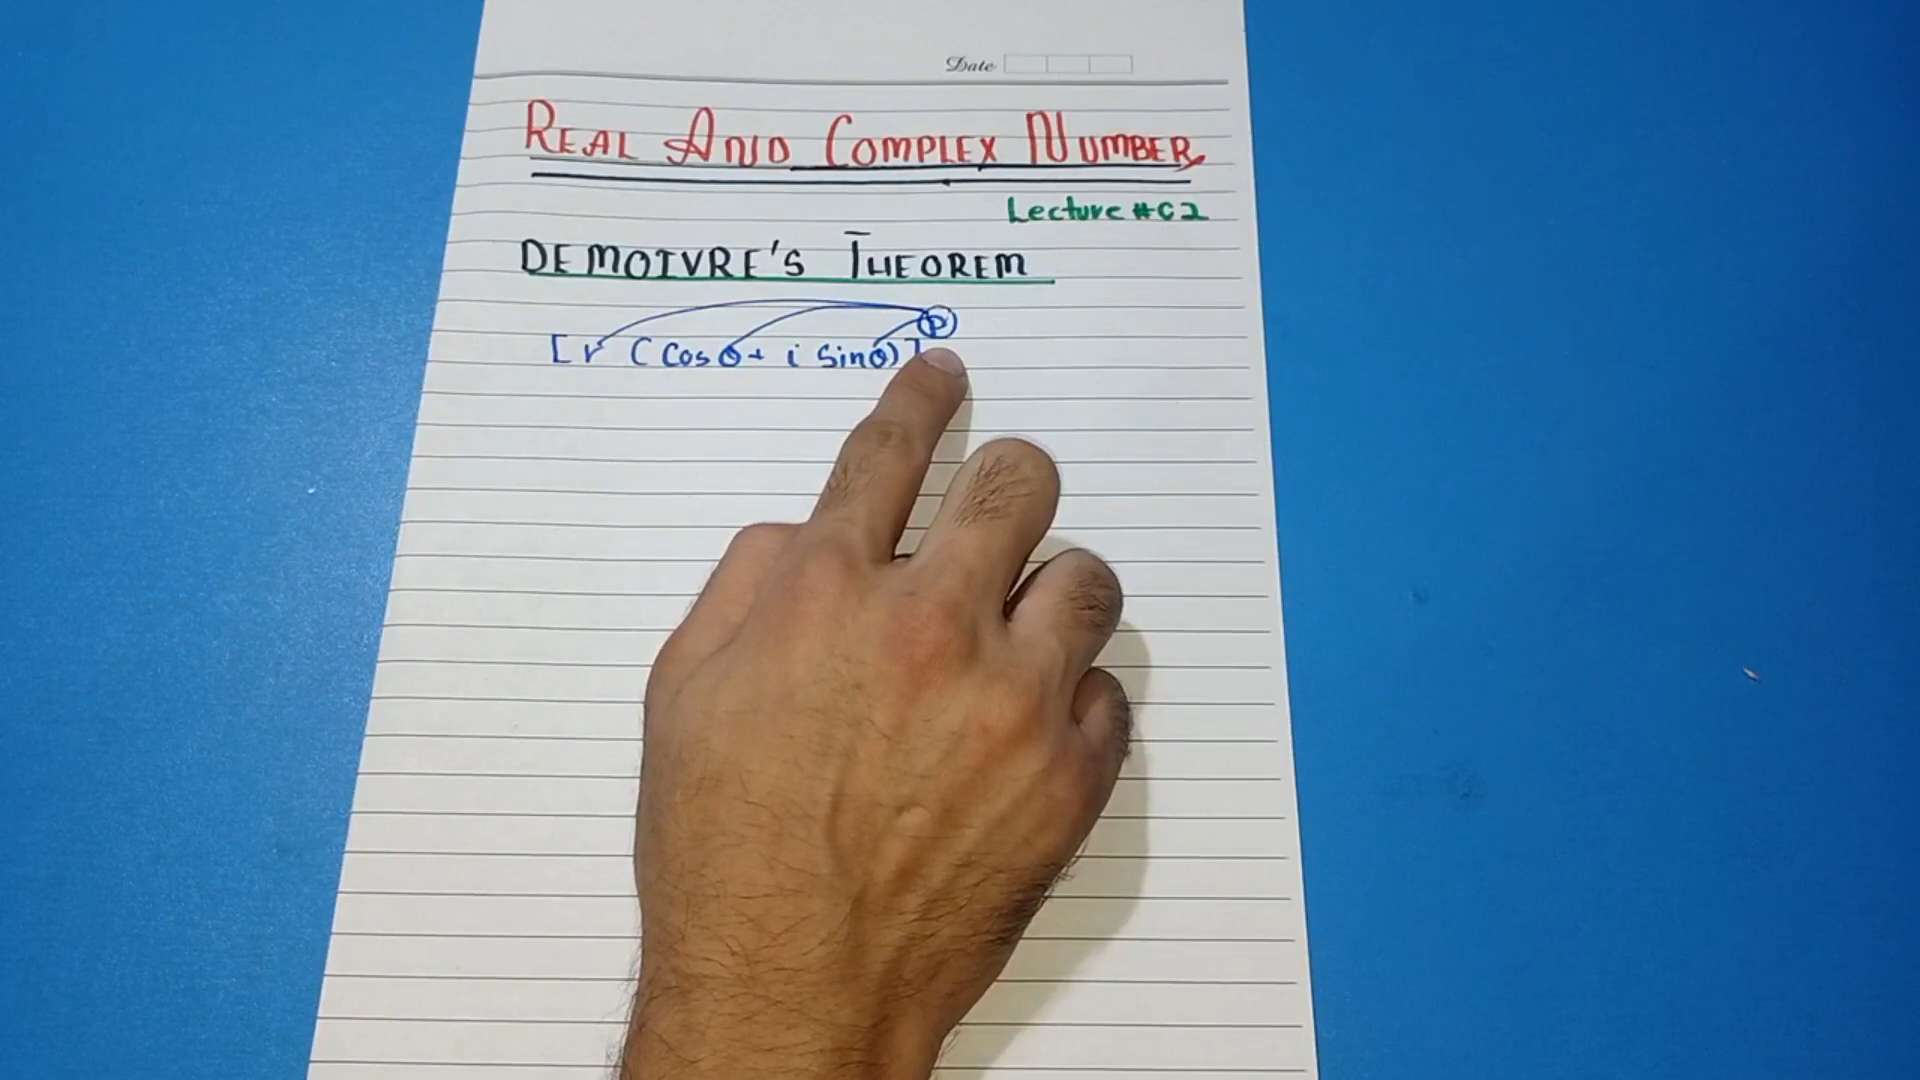 Date
REAL AND COMPLEX NUMBER
Lecture #02
DEMOIVRE'S THEOREM
[r (Cosθ + i Sinθ)]^p